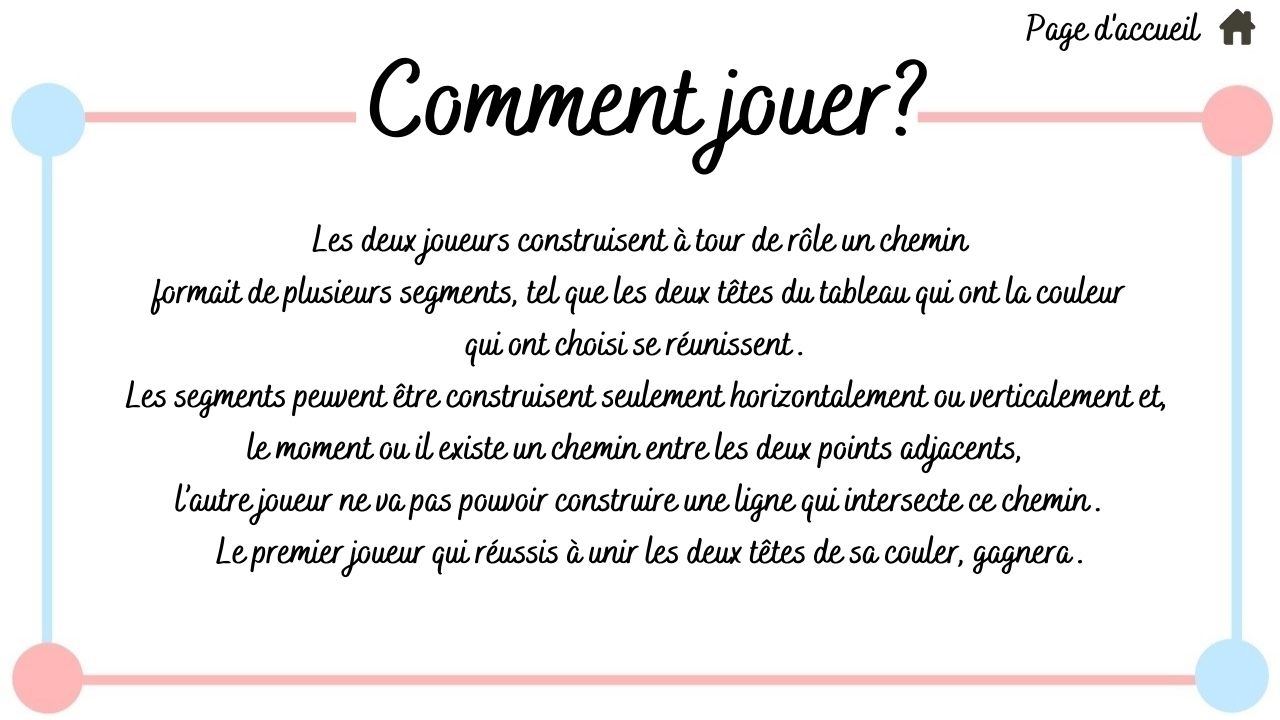 Page d'accueil
Comment jouer?
Les deux joueurs construisent à tour de rôle un chemin
formait de plusieurs segments, tel que les deux têtes du tableau qui ont la couleur
qui ont choisi se réunissent.
Les segments peuvent être construisent seulement horizontalement ou verticalement et,
le moment ou il existe un chemin entre les deux points adjacents,
l'autre joueur ne va pas pouvoir construire une ligne qui intersecte ce chemin.
Le premier joueur qui réussis à unir les deux têtes de sa couler, gagnera.